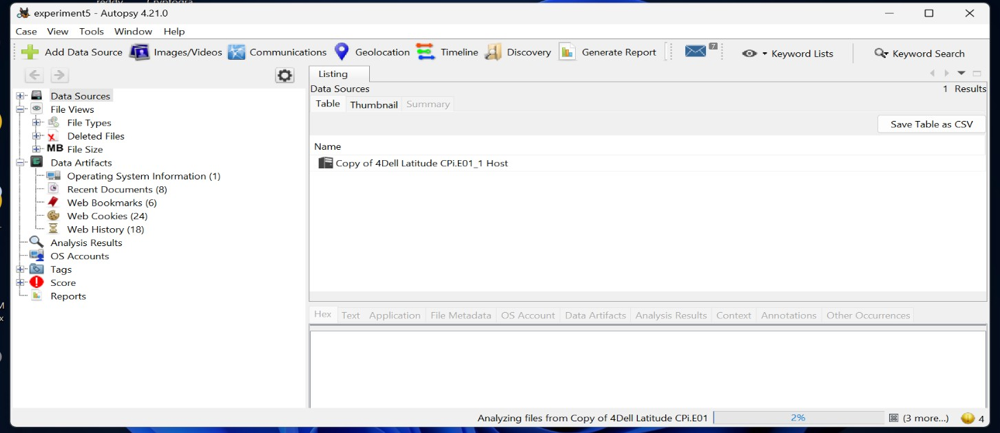 reddy Cryptogra
experiment5 - Autopsy 4.21.0
Case View Tools Window Help
Add Data Source Images/Videos Communications Geolocation Timeline Discovery Generate Report 7 Keyword Lists Keyword Search
Listing
Data Sources 1 Results
Table Thumbnail Summary
Save Table as CSV
Name
Copy of 4Dell Latitude CPi.E01_1 Host
Data Sources
File Views
File Types
Deleted Files
MB File Size
Data Artifacts
Operating System Information (1)
Recent Documents (8)
Web Bookmarks (6)
Web Cookies (24)
Web History (18)
Analysis Results
OS Accounts
Tags
Score
Reports
Hex Text Application File Metadata OS Account Data Artifacts Analysis Results Context Annotations Other Occurrences
Analyzing files from Copy of 4Dell Latitude CPi.E01 2% (3 more...) 4